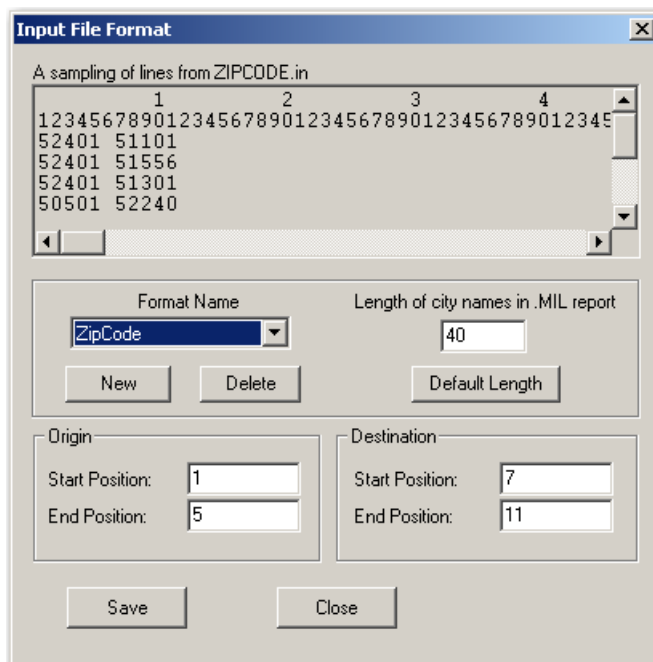 Input File Format
A sampling of lines from ZIPCODE.in
1 2 3 4
123456789012345678901234567890123456789012345
52401 51101
52401 51556
52401 51301
50501 52240
Format Name Length of city names in .MIL report
ZipCode 40
New Delete Default Length
Origin Destination
Start Position: 1 Start Position: 7
End Position: 5 End Position: 11
Save Close